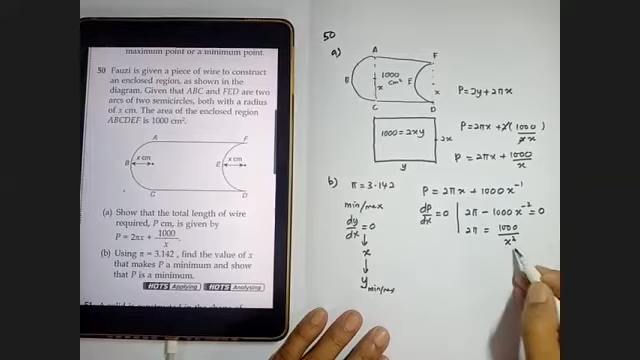 maximum point or a minimum point.
50 Fauzi is given a piece of wire to construct
an enclosed region, as shown in the
diagram. Given that ABC and FED are two
arcs of two semicircles, both with a radius
of x cm. The area of the enclosed region
ABCDEF is 1000 cm².
A
F
B
x cm
E
x cm
C
D
(a) Show that the total length of wire
required, P cm, is given by
P = 2πx + 1000/x.
(b) Using π = 3.142, find the value of x
that makes P a minimum and show
that P is a minimum.
HOTS Applying HOTS Analysing
50
a)
A
F
B
1000
cm²
E
x
x
C
D
P = 2y + 2πx
1000 = 2xy
2x
y
P = 2πx + 2(1000/2x)
P = 2πx + 1000/x
b) π = 3.142
min/max
dy/dx = 0
x
y min/max
P = 2πx + 1000x⁻¹
dP/dx = 0
2π - 1000x⁻² = 0
2π = 1000/x²